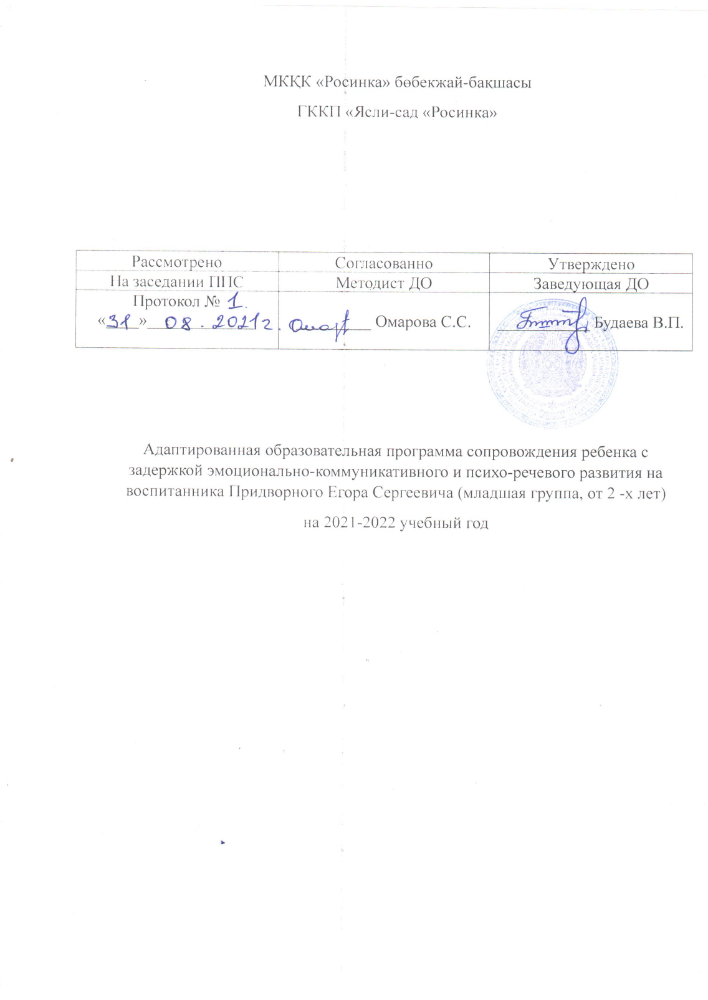 МКҚК «Росинка» бөбекжай-бақшасы
ГККП «Ясли-сад «Росинка»
Рассмотрено Согласованно Утверждено
На заседании ППС Методист ДО Заведующая ДО
Протокол № 1.
«31» 08 . 2021 г. Омарова С.С. Будаева В.П.
Адаптированная образовательная программа сопровождения ребенка с
задержкой эмоционально-коммуникативного и психо-речевого развития на
воспитанника Придворного Егора Сергеевича (младшая группа, от 2 -х лет)
на 2021-2022 учебный год